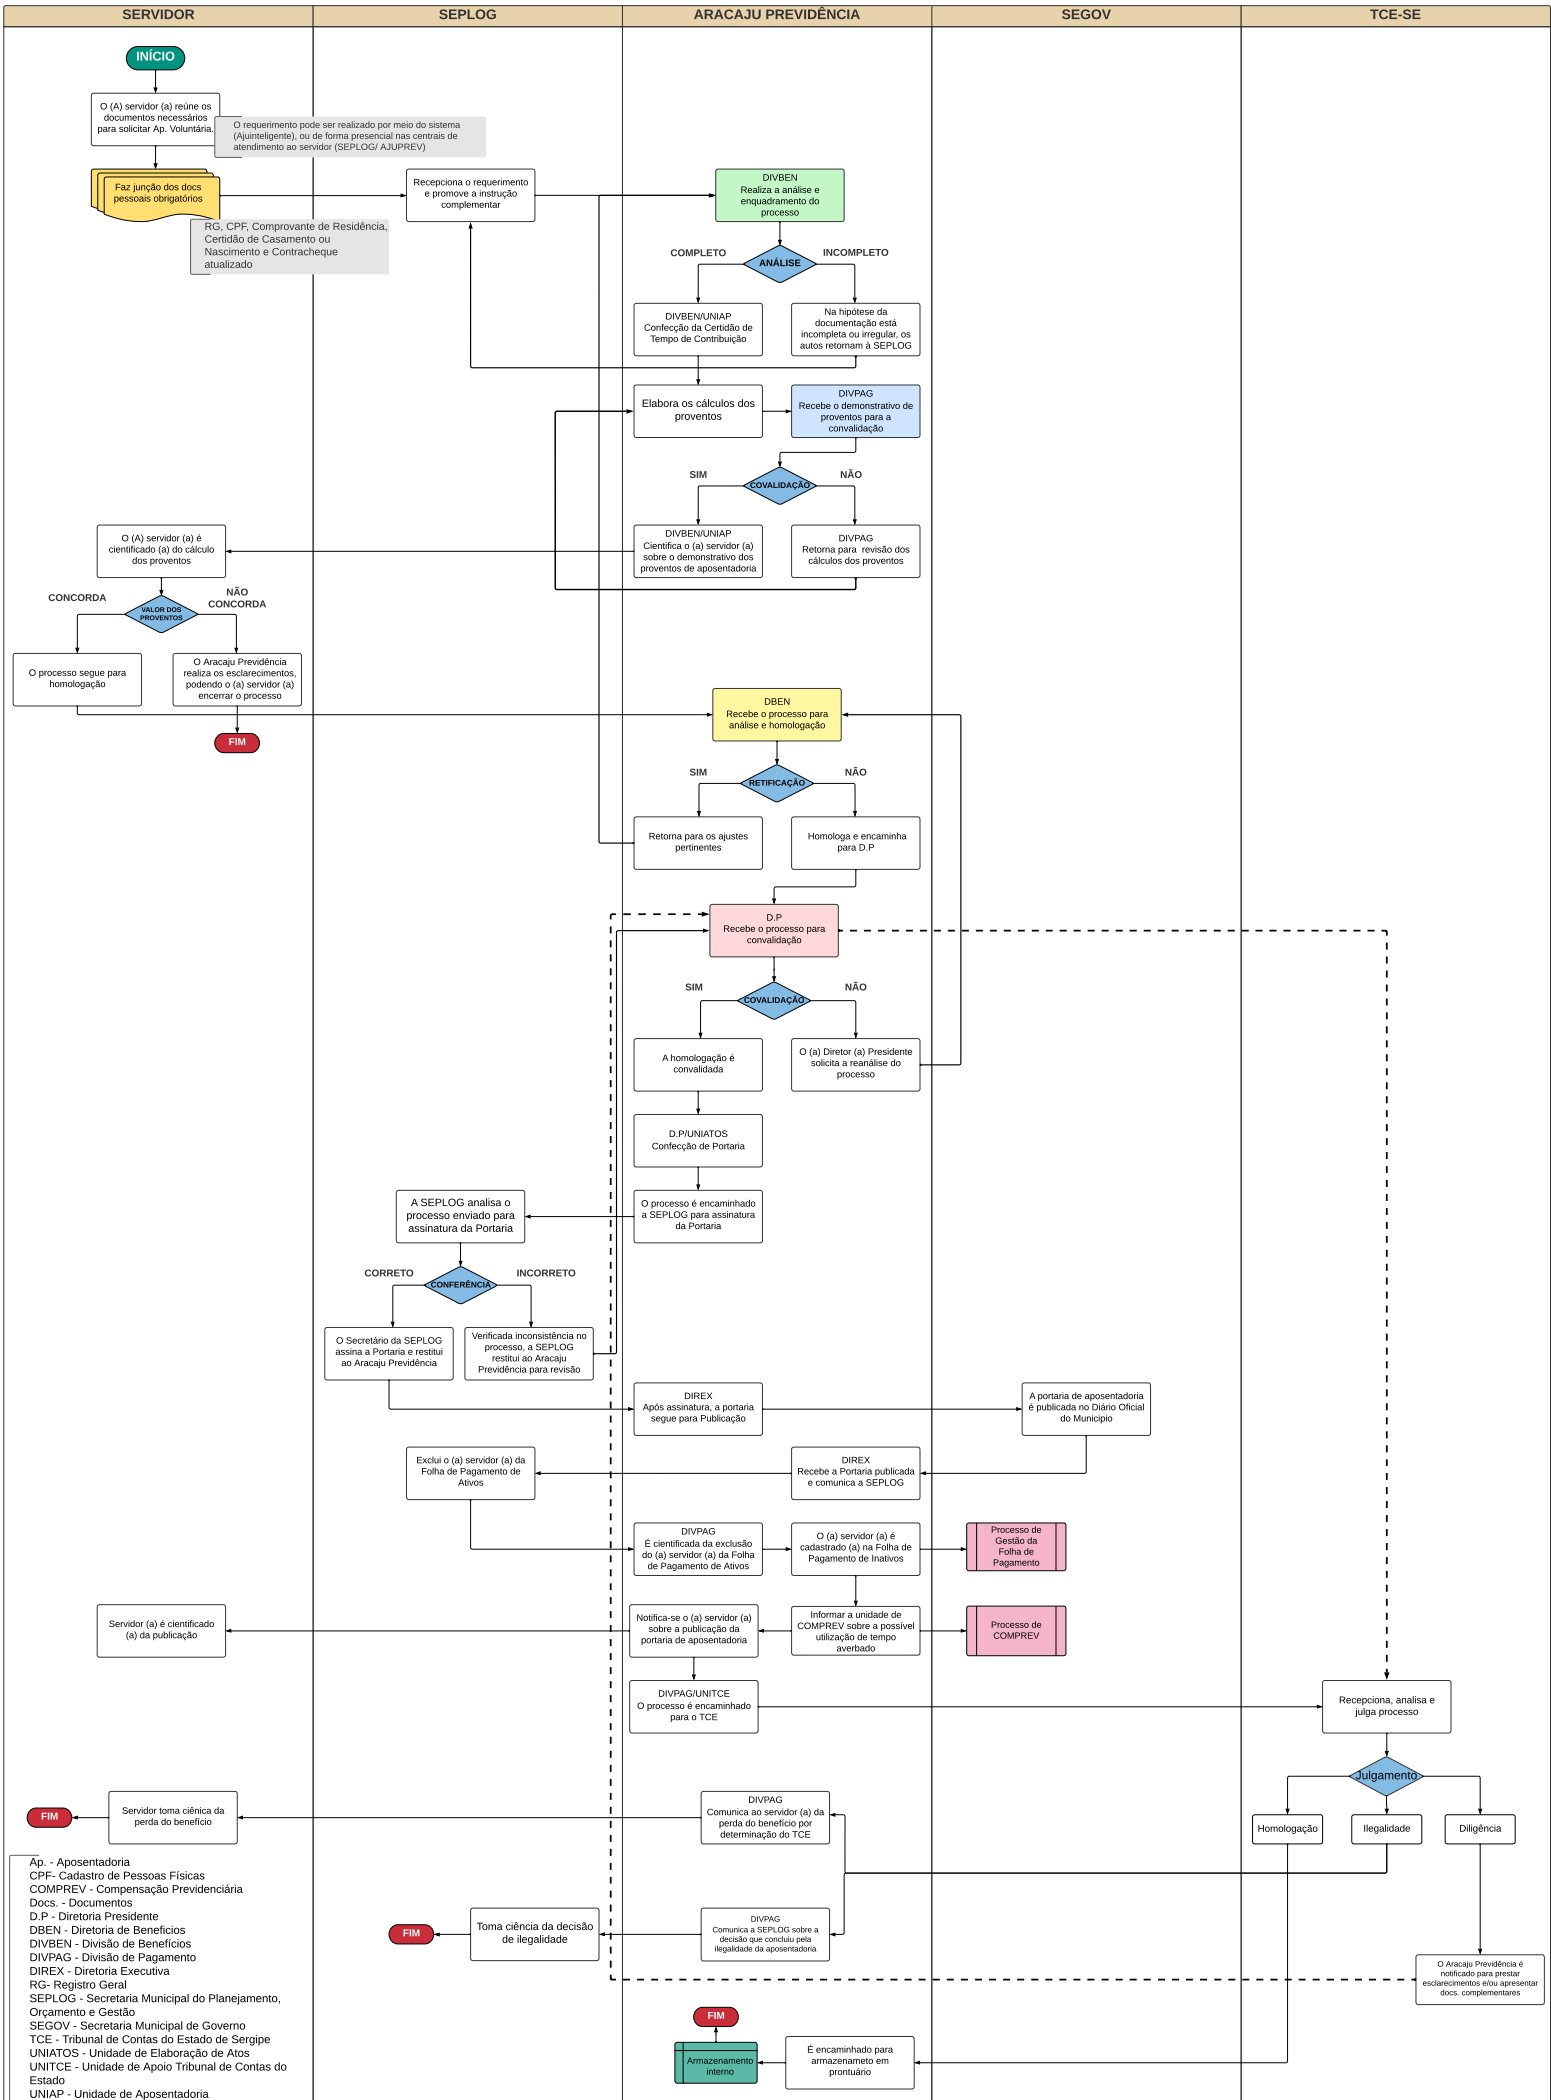 SERVIDOR
SEPLOG
ARACAJU PREVIDÊNCIA
SEGOV
TCE-SE
INÍCIO
O (A) servidor (a) reúne os
documentos necessários
para solicitar Ap. Voluntária.
O requerimento pode ser realizado por meio do sistema
(Ajuinteligente), ou de forma presencial nas centrais de
atendimento ao servidor (SEPLOG/ AJUPREV)
Faz junção dos docs
pessoais obrigatórios
RG, CPF, Comprovante de Residência,
Certidão de Casamento ou
Nascimento e Contracheque
atualizado
Recepciona o requerimento
e promove a instrução
complementar
DIVBEN
Realiza a análise e
enquadramento do
processo
ANÁLISE
COMPLETO
INCOMPLETO
DIVBEN/UNIAP
Confecção da Certidão de
Tempo de Contribuição
Na hipótese da
documentação está
incompleta ou irregular, os
autos retornam à SEPLOG
Elabora os cálculos dos
proventos
DIVPAG
Recebe o demonstrativo de
proventos para a
convalidação
COVALIDAÇÃO
SIM
NÃO
DIVBEN/UNIAP
Cientifica o (a) servidor (a)
sobre o demonstrativo dos
proventos de aposentadoria
DIVPAG
Retorna para revisão dos
cálculos dos proventos
O (A) servidor (a) é
cientificado (a) do cálculo
dos proventos
CONCORDA
VALOR DOS
PROVENTOS
NÃO
CONCORDA
O processo segue para
homologação
O Aracaju Previdência
realiza os esclarecimentos,
podendo o (a) servidor (a)
encerrar o processo
FIM
DBEN
Recebe o processo para
análise e homologação
RETIFICAÇÃO
SIM
NÃO
Retorna para os ajustes
pertinentes
Homologa e encaminha
para D.P
D.P
Recebe o processo para
convalidação
COVALIDAÇÃO
SIM
NÃO
A homologação é
convalidada
O (a) Diretor (a) Presidente
solicita a reanálise do
processo
D.P/UNIATOS
Confecção de Portaria
O processo é encaminhado
a SEPLOG para assinatura
da Portaria
A SEPLOG analisa o
processo enviado para
assinatura da Portaria
CORRETO
CONFERÊNCIA
INCORRETO
O Secretário da SEPLOG
assina a Portaria e restitui
ao Aracaju Previdência
Verificada inconsistência no
processo, a SEPLOG
restitui ao Aracaju
Previdência para revisão
DIREX
Após assinatura, a portaria
segue para Publicação
A portaria de aposentadoria
é publicada no Diário Oficial
do Municipio
DIREX
Recebe a Portaria publicada
e comunica a SEPLOG
Exclui o (a) servidor (a) da
Folha de Pagamento de
Ativos
DIVPAG
É cientificada da exclusão
do (a) servidor (a) da Folha
de Pagamento de Ativos
O (a) servidor (a) é
cadastrado (a) na Folha de
Pagamento de Inativos
Processo de
Gestão da
Folha de
Pagamento
Informar a unidade de
COMPREV sobre a possível
utilização de tempo
averbado
Processo de
COMPREV
Notifica-se o (a) servidor (a)
sobre a publicação da
portaria de aposentadoria
Servidor (a) é cientificado
(a) da publicação
DIVPAG/UNITCE
O processo é encaminhado
para o TCE
Recepciona, analisa e
julga processo
Julgamento
Homologação
Ilegalidade
Diligência
DIVPAG
Comunica ao servidor (a) da
perda do benefício por
determinação do TCE
Servidor toma ciênica da
perda do benefício
FIM
DIVPAG
Comunica a SEPLOG sobre a
decisão que concluiu pela
ilegalidade da aposentadoria
Toma ciência da decisão
de ilegalidade
FIM
O Aracaju Previdência é
notificado para prestar
esclarecimentos e/ou apresentar
docs. complementares
FIM
Armazenamento
interno
É encaminhado para
armazenameto em
prontuário
Ap. - Aposentadoria
CPF- Cadastro de Pessoas Físicas
COMPREV - Compensação Previdenciária
Docs. - Documentos
D.P - Diretoria Presidente
DBEN - Diretoria de Beneficios
DIVBEN - Divisão de Benefícios
DIVPAG - Divisão de Pagamento
DIREX - Diretoria Executiva
RG- Registro Geral
SEPLOG - Secretaria Municipal do Planejamento,
Orçamento e Gestão
SEGOV - Secretaria Municipal de Governo
TCE - Tribunal de Contas do Estado de Sergipe
UNIATOS - Unidade de Elaboração de Atos
UNITCE - Unidade de Apoio Tribunal de Contas do
Estado
UNIAP - Unidade de Aposentadoria